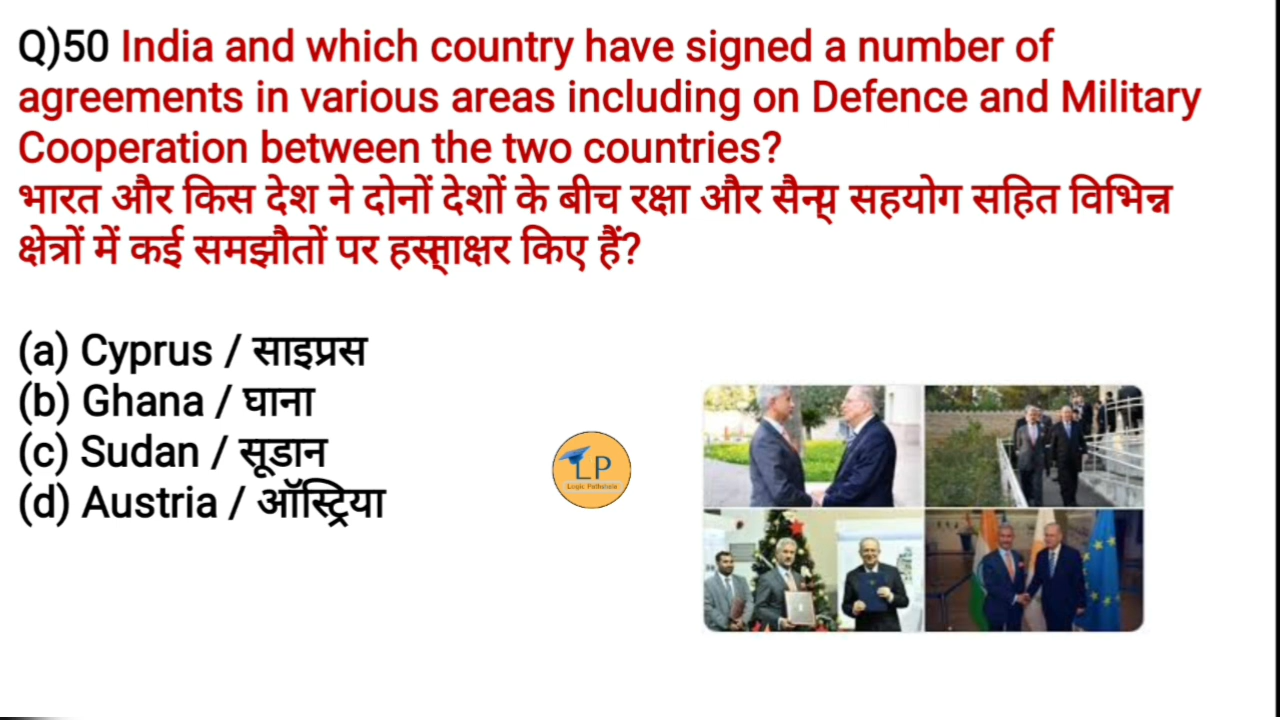 Q)50 India and which country have signed a number of
agreements in various areas including on Defence and Military
Cooperation between the two countries?
भारत और किस देश ने दोनों देशों के बीच रक्षा और सैन्य सहयोग सहित विभिन्न
क्षेत्रों में कई समझौतों पर हस्ताक्षर किए हैं?
(a) Cyprus / साइप्रस
(b) Ghana / घाना
(c) Sudan / सूडान
(d) Austria / ऑस्ट्रिया
LP
Logic Pathshala